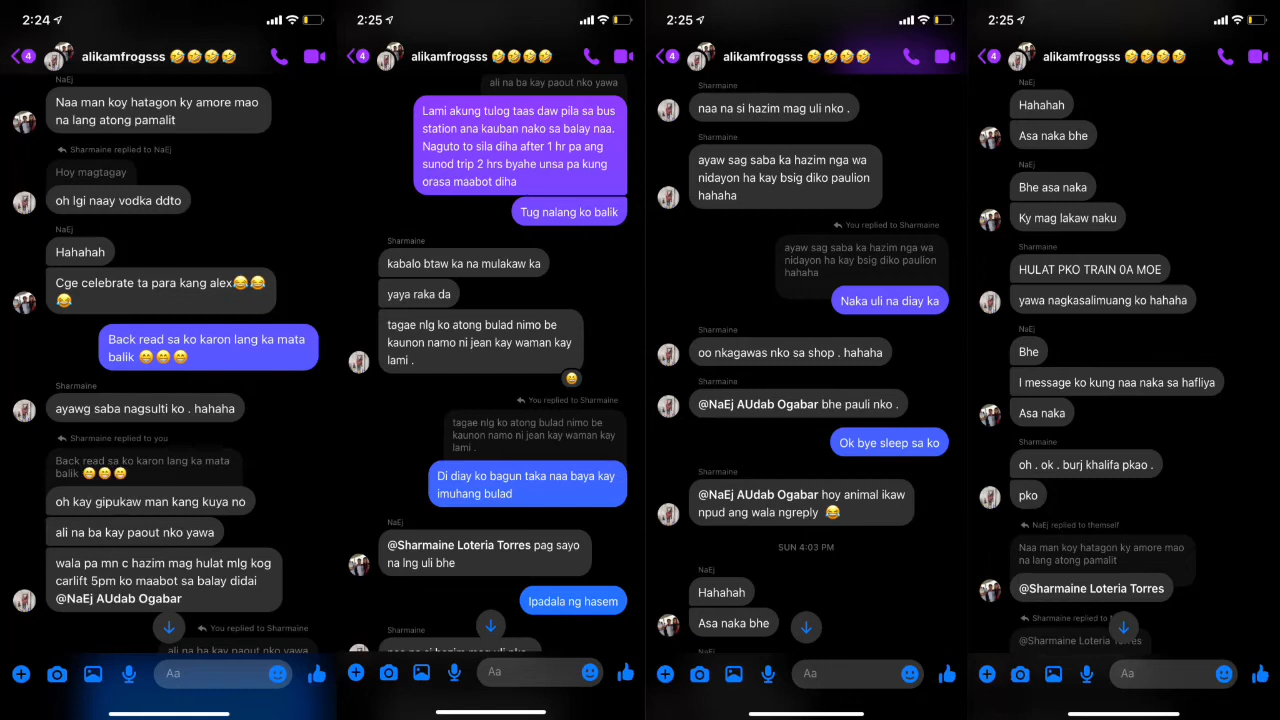 2:24
4
alikamfrogsss 🤣🤣🤣🤣
NaEj
Naa man koy hatagon ky amore mao
na lang atong pamalit
Sharmaine replied to NaEj
Hoy magtagay
oh lgi naay vodka ddto
NaEj
Hahahah
Cge celebrate ta para kang alex😂😂
😂
Back read sa ko karon lang ka mata
balik 😁😁😁
Sharmaine
ayawg saba nagsulti ko . hahaha
Sharmaine replied to you
Back read sa ko karon lang ka mata
balik 😁😁😁
oh kay gipukaw man kang kuya no
ali na ba kay paout nko yawa
wala pa mn c hazim mag hulat mlg kog
carlift 5pm ko maabot sa balay didai
@NaEj AUdab Ogabar
You replied to Sharmaine
ali na ba kay paout nko yawa
Aa
2:25
4
alikamfrogsss 🤣🤣🤣🤣
ali na ba kay paout nko yawa
Lami akung tulog taas daw pila sa bus
station ana kauban nako sa balay naa.
Naguto to sila diha after 1 hr pa ang
sunod trip 2 hrs byahe unsa pa kung
orasa maabot diha
Tug nalang ko balik
Sharmaine
kabalo btaw ka na mulakaw ka
yaya raka da
tagae nlg ko atong bulad nimo be
kaunon namo ni jean kay waman kay
lami .
You replied to Sharmaine
tagae nlg ko atong bulad nimo be
kaunon namo ni jean kay waman kay
lami .
Di diay ko bagun taka naa baya kay
imuhang bulad
NaEj
@Sharmaine Loteria Torres pag sayo
na lng uli bhe
Ipadala ng hasem
Sharmaine
naa na si hazim mag uli nko .
Aa
2:25
4
alikamfrogsss 🤣🤣🤣🤣
Sharmaine
naa na si hazim mag uli nko .
Sharmaine
ayaw sag saba ka hazim nga wa
nidayon ha kay bsig diko paulion
hahaha
You replied to Sharmaine
ayaw sag saba ka hazim nga wa
nidayon ha kay bsig diko paulion
hahaha
Naka uli na diay ka
Sharmaine
oo nkagawas nko sa shop . hahaha
Sharmaine
@NaEj AUdab Ogabar bhe pauli nko .
Ok bye sleep sa ko
Sharmaine
@NaEj AUdab Ogabar hoy animal ikaw
npud ang wala ngreply 😂
SUN 4:03 PM
NaEj
Hahahah
Asa naka bhe
NaEj
Aa
2:25
4
alikamfrogsss 🤣🤣🤣🤣
NaEj
Hahahah
Asa naka bhe
NaEj
Bhe asa naka
Ky mag lakaw naku
Sharmaine
HULAT PKO TRAIN 0A MOE
yawa nagkasalimuang ko hahaha
NaEj
Bhe
I message ko kung naa naka sa hafliya
Asa naka
Sharmaine
oh . ok . burj khalifa pkao .
pko
NaEj replied to themself
Naa man koy hatagon ky amore mao
na lang atong pamalit
@Sharmaine Loteria Torres
Sharmaine replied to
@Sharmaine Loteria Torres
Aa